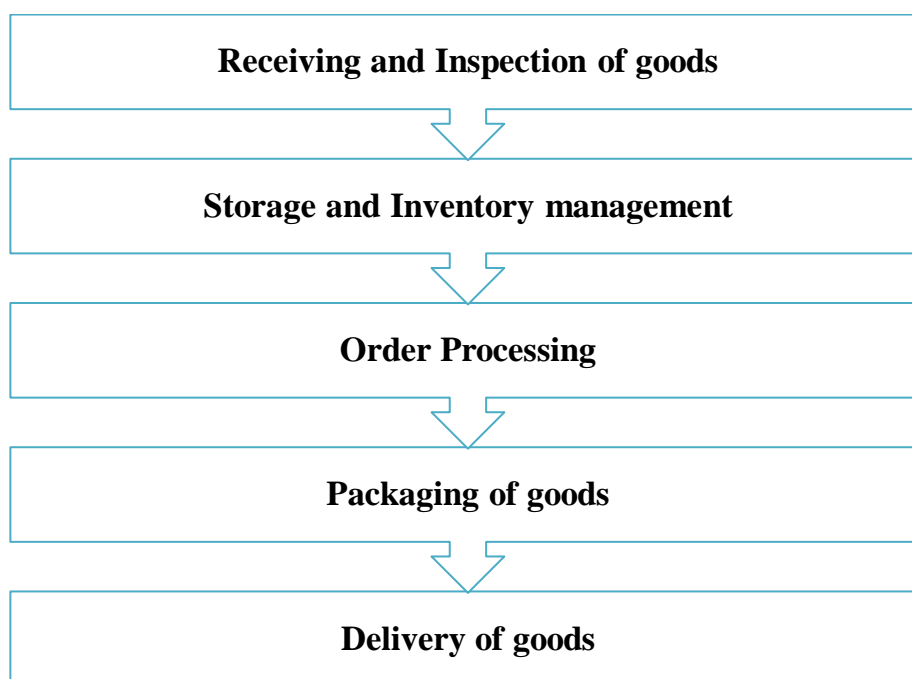 Receiving and Inspection of goods
Storage and Inventory management
Order Processing
Packaging of goods
Delivery of goods